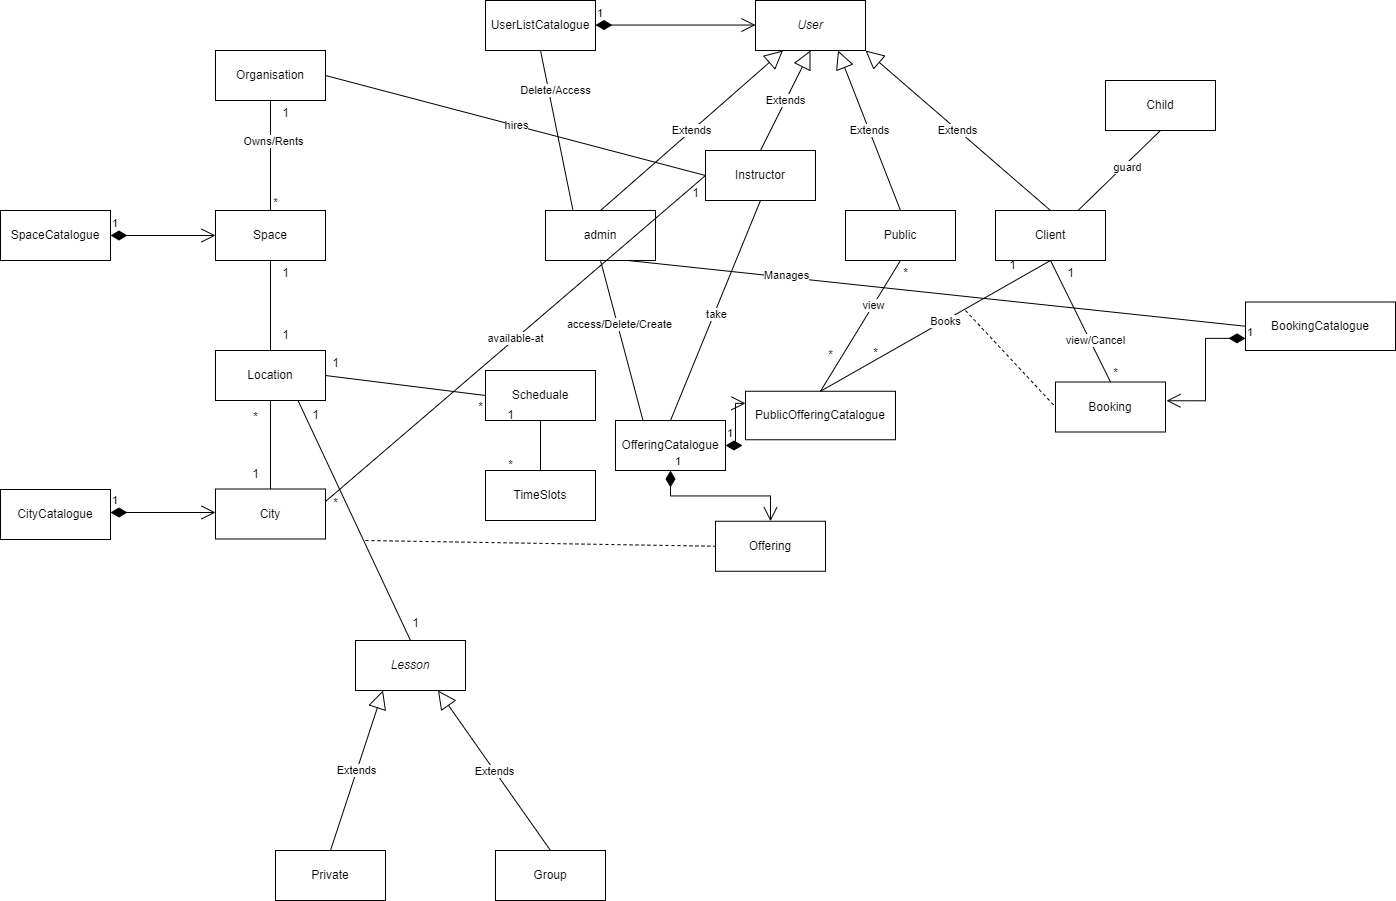 UserListCatalogue
1
User
Organisation
1
Delete/Access
Extends
Child
hires
Extends
Extends
Extends
Owns/Rents
guard
Instructor
1
*
SpaceCatalogue
1
Space
admin
Public
Client
1
*
1
1
Manages
view
access/Delete/Create
take
Books
BookingCatalogue
1
1
available-at
view/Cancel
*
*
1
*
Location
Scheduale
1
*
1
*
Booking
PublicOfferingCatalogue
OfferingCatalogue
1
1
*
1
*
TimeSlots
*
CityCatalogue
1
City
Offering
1
Lesson
Extends
Extends
Private
Group